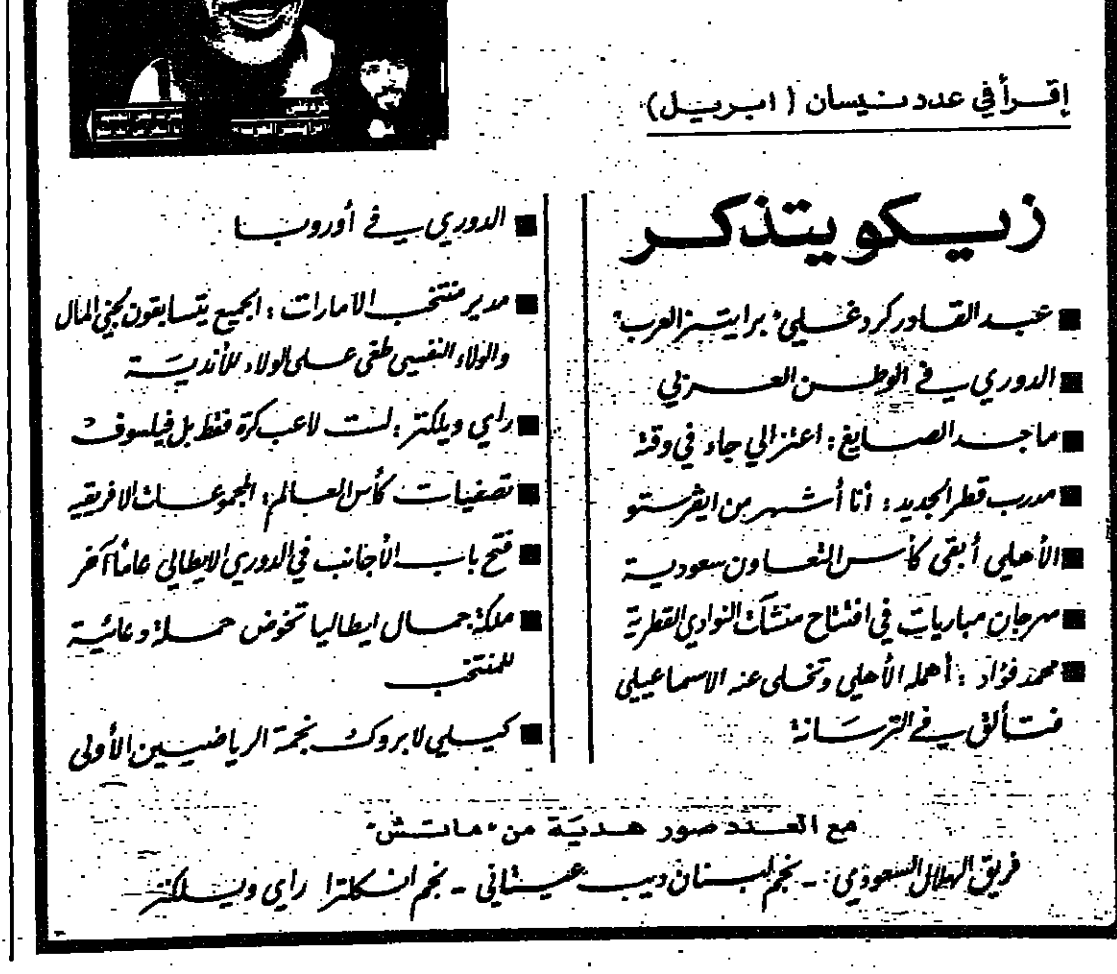 إقرأ في عدد نيسان (ابريل)
زيكو يتذكر
■ عبد القادر كردغلي "برايتنز العرب"
■ الدوري في الوطن العربي
■ ماجد الصايغ: اعتزالي جاء في وقته
■ مدرب قطر الجديد: أنا أشهر من ايفرستو
■ الأهلي أبقى كأس التعاون سعودية
■ مهرجان مباريات في افتتاح منشآت النوادي القطرية
■ محمد فؤاد: أهمله الأهلي وتخلى عنه الاسماعيلي
فتألق في الترسانة
■ الدوري في أوروبا
■ مدير منتخب الامارات: الجميع يتسابقون لجني المال
والولاء النفسي طغى على الولاء للأندية
■ راي ويلكنز: لست لاعب كرة فقط بل فيلسوف
■ تصفيات كأس العالم: المجموعات الافريقيه
■ فتح باب الأجانب في الدوري الايطالي عاماً آخر
■ ملكة جمال ايطاليا تخوض حملة دعائية
للمنتخب
■ كيلي لابروك نجمة الرياضيين الأولى
مع العدد صور هدية من "ماتش"
فريق الهلال السعودي: - نجم لبنان ديب عيتاني - نجم انكلترا راي ويلكنز